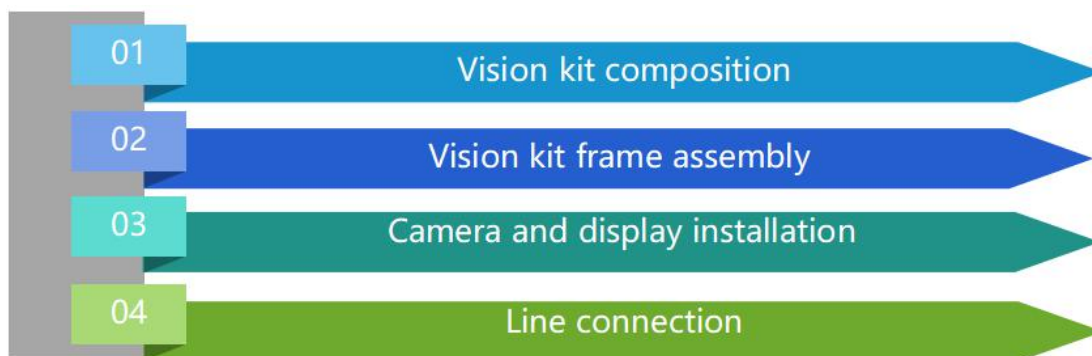 01
Vision kit composition
02
Vision kit frame assembly
03
Camera and display installation
04
Line connection